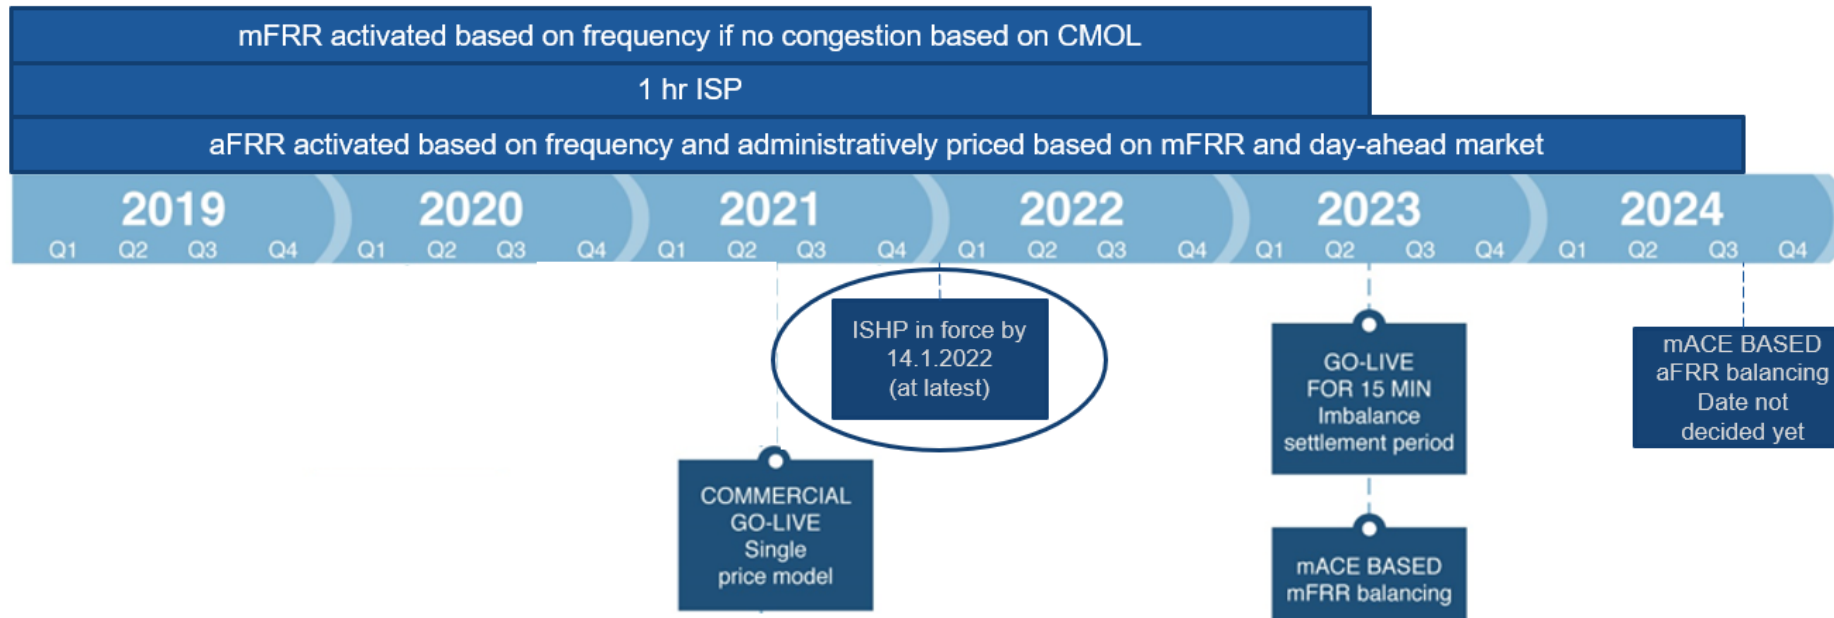 mFRR activated based on frequency if no congestion based on CMOL
1 hr ISP
aFRR activated based on frequency and administratively priced based on mFRR and day-ahead market
2019 2020 2021 2022 2023 2024
Q1 Q2 Q3 Q4 Q1 Q2 Q3 Q4 Q1 Q2 Q3 Q4 Q1 Q2 Q3 Q4 Q1 Q2 Q3 Q4 Q1 Q2 Q3 Q4
COMMERCIAL
GO-LIVE
Single
price model
ISHP in force by
14.1.2022
(at latest)
GO-LIVE
FOR 15 MIN
Imbalance
settlement period
mACE BASED
mFRR balancing
mACE BASED
aFRR balancing
Date not
decided yet